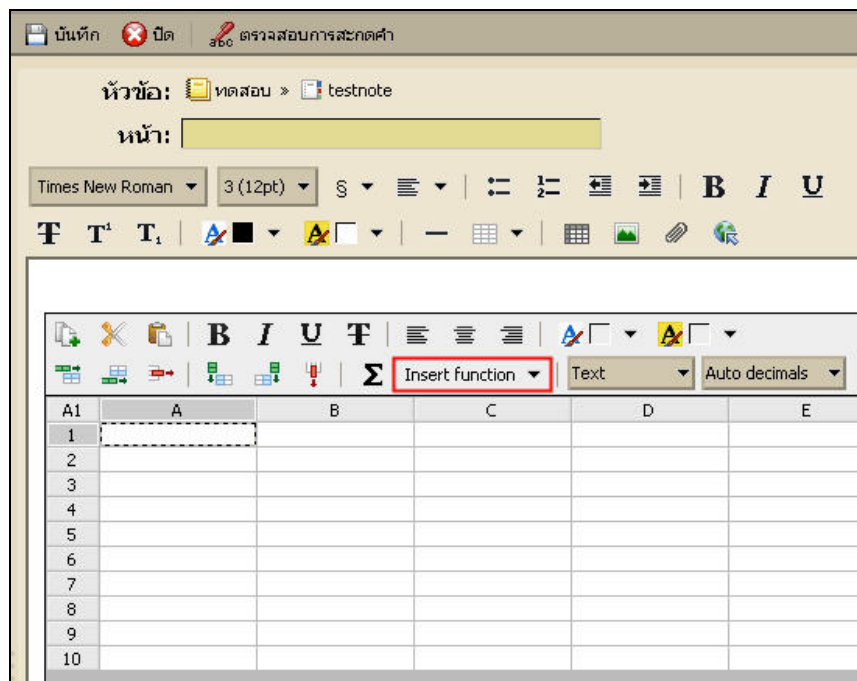 บันทึก ปิด abc ตรวจสอบการสะกดคำ
หัวข้อ: ทดสอบ » testnote
หน้า:
Times New Roman 3 (12pt) § B I U
T T¹ T₁
B I U T
Σ Insert function Text Auto decimals
A1 A B C D E
1
2
3
4
5
6
7
8
9
10